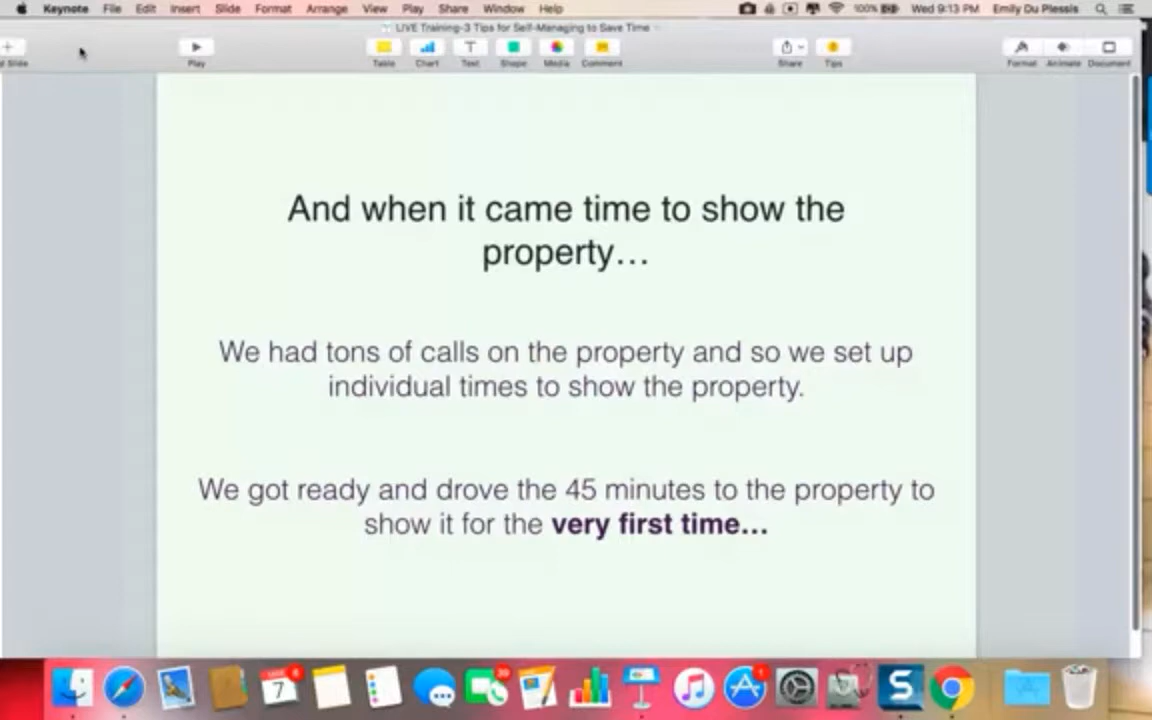 Keynote File Edit Insert Slide Format Arrange View Play Share Window Help 100% Wed 9:13 PM Emily Du Plessis
LIVE Training-3 Tips for Self-Managing to Save Time
Slide Play Table Chart Text Shape Media Comment Share Tips Format Animate Document
And when it came time to show the
property…
We had tons of calls on the property and so we set up
individual times to show the property.
We got ready and drove the 45 minutes to the property to
show it for the very first time…
7